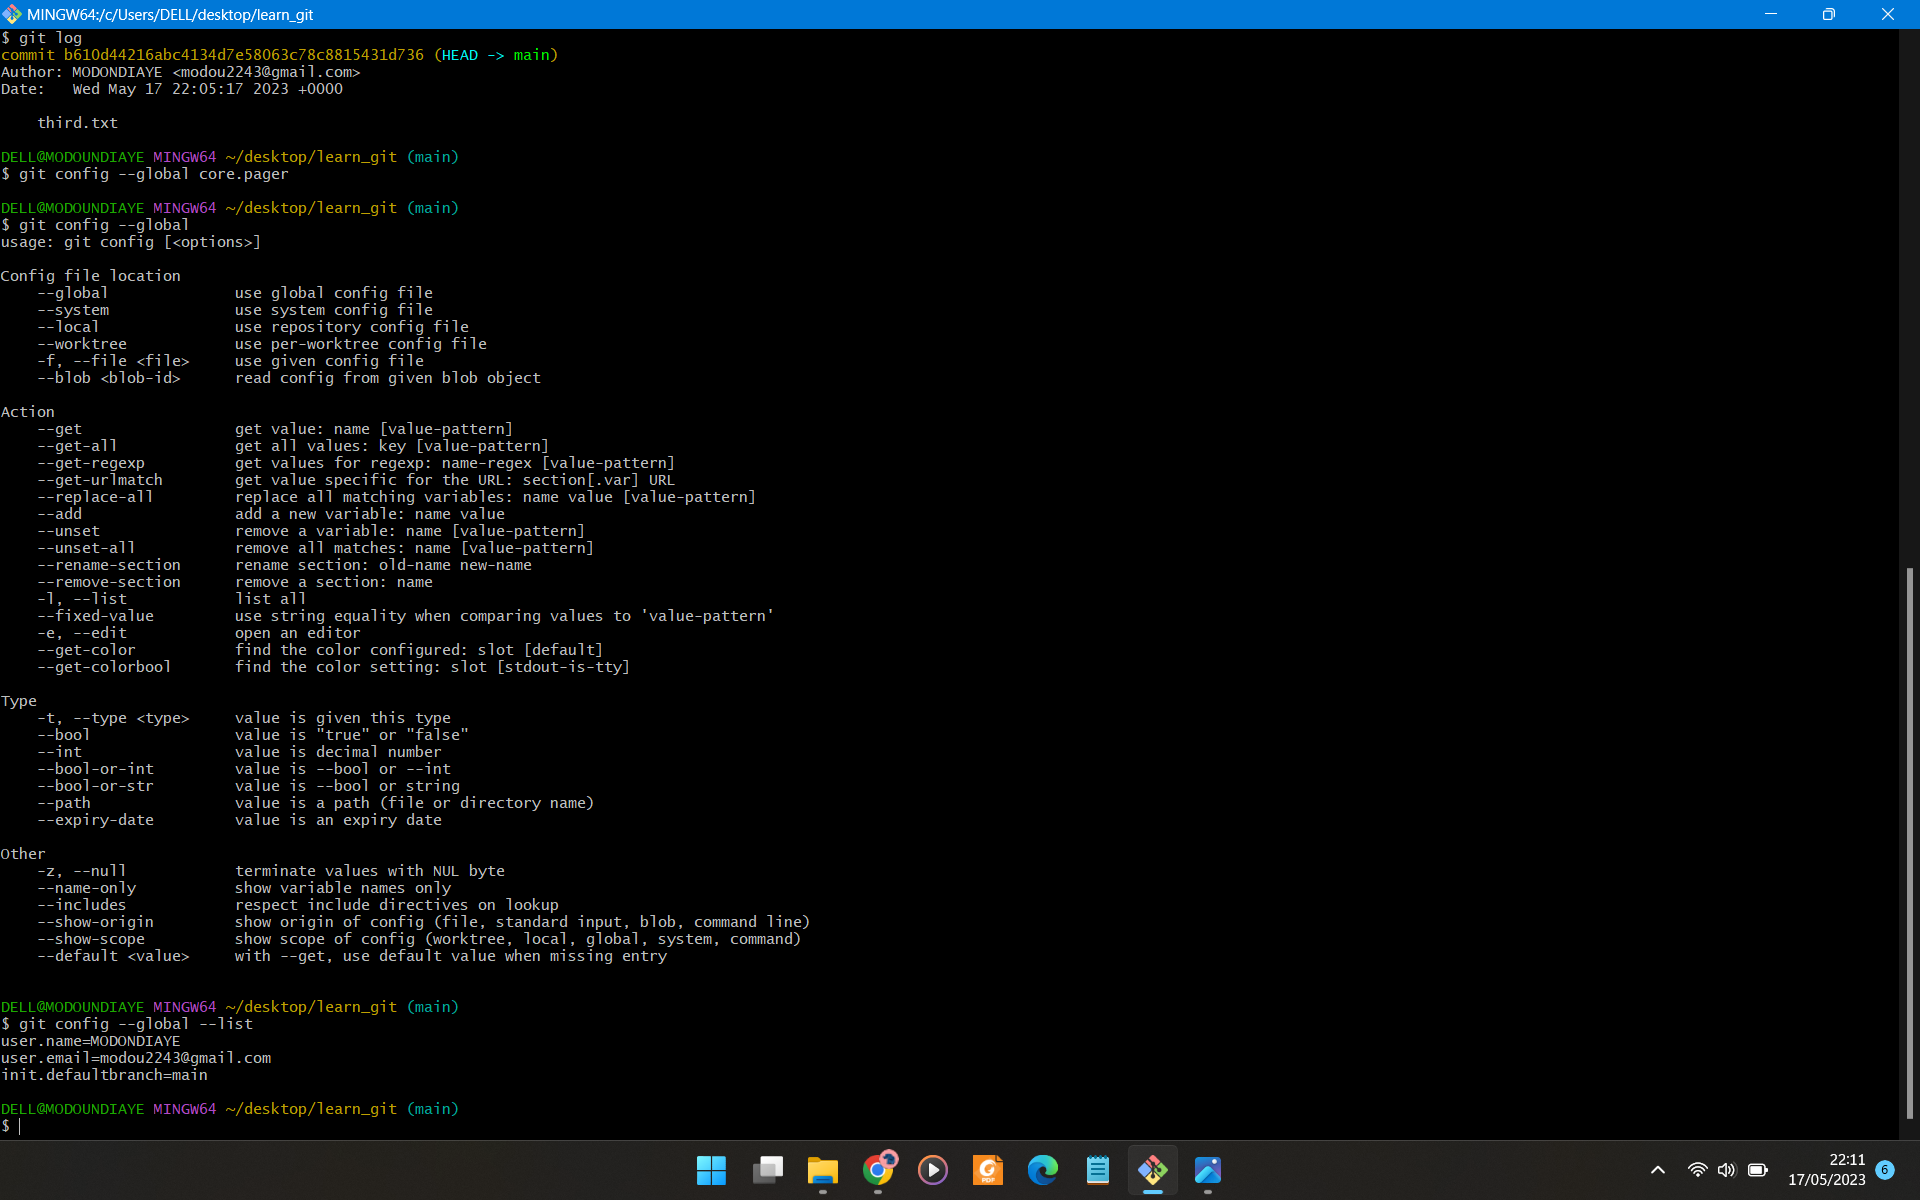 MINGW64:/c/Users/DELL/desktop/learn_git
$ git log
commit b610d44216abc4134d7e58063c78c8815431d736 (HEAD -> main)
Author: MODONDIAYE <modou2243@gmail.com>
Date:   Wed May 17 22:05:17 2023 +0000
    third.txt
DELL@MODOUNDIAYE MINGW64 ~/desktop/learn_git (main)
$ git config --global core.pager
DELL@MODOUNDIAYE MINGW64 ~/desktop/learn_git (main)
$ git config --global
usage: git config [<options>]
Config file location
    --global              use global config file
    --system              use system config file
    --local               use repository config file
    --worktree            use per-worktree config file
    -f, --file <file>     use given config file
    --blob <blob-id>      read config from given blob object
Action
    --get                 get value: name [value-pattern]
    --get-all             get all values: key [value-pattern]
    --get-regexp          get values for regexp: name-regex [value-pattern]
    --get-urlmatch        get value specific for the URL: section[.var] URL
    --replace-all         replace all matching variables: name value [value-pattern]
    --add                 add a new variable: name value
    --unset               remove a variable: name [value-pattern]
    --unset-all           remove all matches: name [value-pattern]
    --rename-section      rename section: old-name new-name
    --remove-section      remove a section: name
    -l, --list            list all
    --fixed-value         use string equality when comparing values to 'value-pattern'
    -e, --edit            open an editor
    --get-color           find the color configured: slot [default]
    --get-colorbool       find the color setting: slot [stdout-is-tty]
Type
    -t, --type <type>     value is given this type
    --bool                value is "true" or "false"
    --int                 value is decimal number
    --bool-or-int         value is --bool or --int
    --bool-or-str         value is --bool or string
    --path                value is a path (file or directory name)
    --expiry-date         value is an expiry date
Other
    -z, --null            terminate values with NUL byte
    --name-only           show variable names only
    --includes            respect include directives on lookup
    --show-origin         show origin of config (file, standard input, blob, command line)
    --show-scope          show scope of config (worktree, local, global, system, command)
    --default <value>     with --get, use default value when missing entry
DELL@MODOUNDIAYE MINGW64 ~/desktop/learn_git (main)
$ git config --global --list
user.name=MODONDIAYE
user.email=modou2243@gmail.com
init.defaultbranch=main
DELL@MODOUNDIAYE MINGW64 ~/desktop/learn_git (main)
$
PDF
22:11
17/05/2023
6